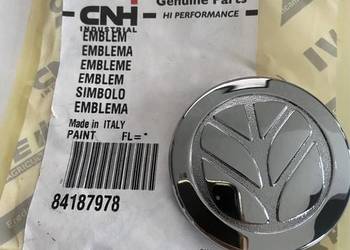 Genuine Parts
CNH
HI PERFORMANCE
INDUSTRIAL
EMBLEM
EMBLEMA
EMBLEME
EMBLEM
SIMBOLO
EMBLEMA
Made in ITALY
PAINT FL=*
84187978